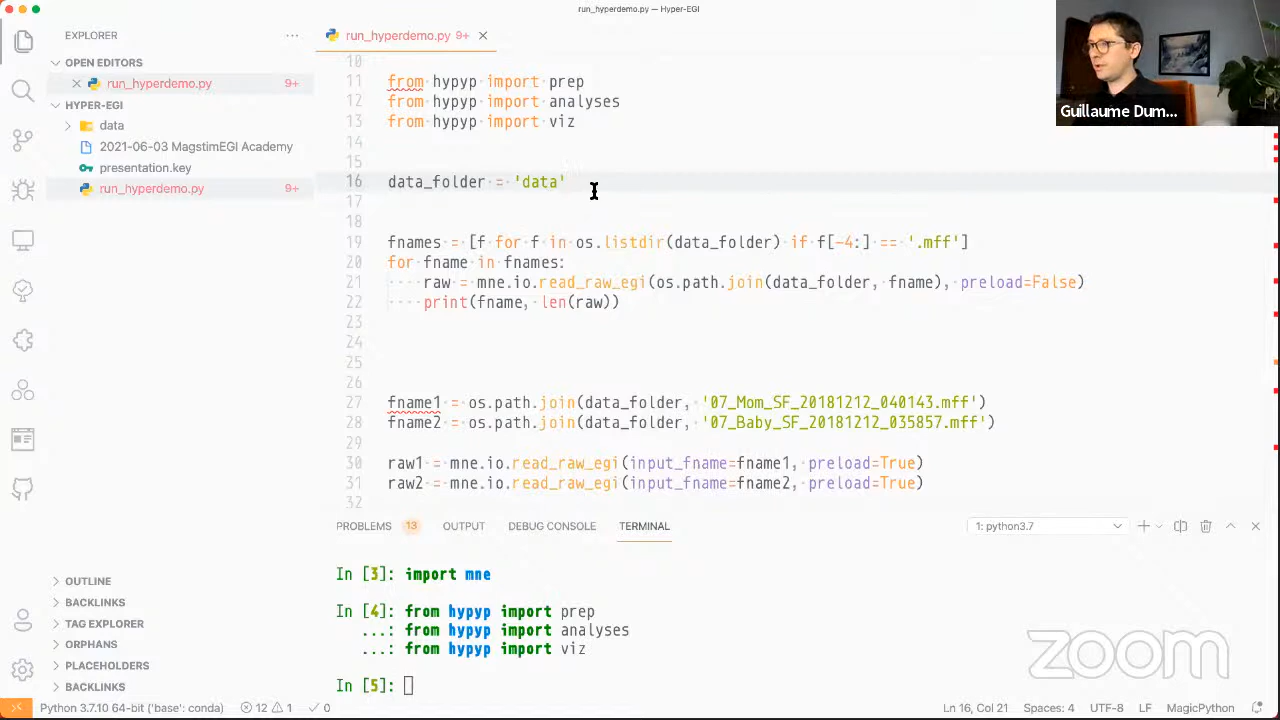 run_hyperdemo.py — Hyper-EGI
EXPLORER
run_hyperdemo.py 9+
OPEN EDITORS
run_hyperdemo.py 9+
HYPER-EGI
data
2021-06-03 MagstimEGI Academy
presentation.key
run_hyperdemo.py 9+
OUTLINE
BACKLINKS
TAG EXPLORER
ORPHANS
PLACEHOLDERS
BACKLINKS
10
11 from hypyp import prep
12 from hypyp import analyses
13 from hypyp import viz
14
15
16 data_folder = 'data'
17
18
19 fnames = [f for f in os.listdir(data_folder) if f[-4:] == '.mff']
20 for fname in fnames:
21 raw = mne.io.read_raw_egi(os.path.join(data_folder, fname), preload=False)
22 print(fname, len(raw))
23
24
25
26
27 fname1 = os.path.join(data_folder, '07_Mom_SF_20181212_040143.mff')
28 fname2 = os.path.join(data_folder, '07_Baby_SF_20181212_035857.mff')
29
30 raw1 = mne.io.read_raw_egi(input_fname=fname1, preload=True)
31 raw2 = mne.io.read_raw_egi(input_fname=fname2, preload=True)
32
Guillaume Dum...
PROBLEMS 13 OUTPUT DEBUG CONSOLE TERMINAL 1: python3.7
In [3]: import mne
In [4]: from hypyp import prep
...: from hypyp import analyses
...: from hypyp import viz
In [5]:
zoom
Python 3.7.10 64-bit ('base': conda) 12 1 0 Ln 16, Col 21 Spaces: 4 UTF-8 LF MagicPython